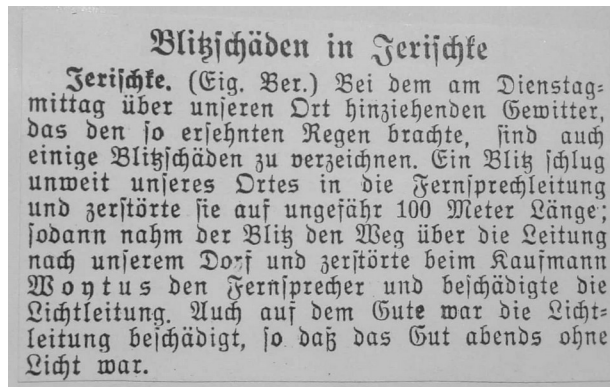 Blitzschäden in Jerischke
Jerischke. (Eig. Ber.) Bei dem am Dienstag-
mittag über unseren Ort hinziehenden Gewitter,
das den so ersehnten Regen brachte, sind auch
einige Blitzschäden zu verzeichnen. Ein Blitz schlug
unweit unseres Ortes in die Fernsprechleitung
und zerstörte sie auf ungefähr 100 Meter Länge;
sodann nahm der Blitz den Weg über die Leitung
nach unserem Dorf und zerstörte beim Kaufmann
Woytus den Fernsprecher und beschädigte die
Lichtleitung. Auch auf dem Gute war die Licht-
leitung beschädigt, so daß das Gut abends ohne
Licht war.